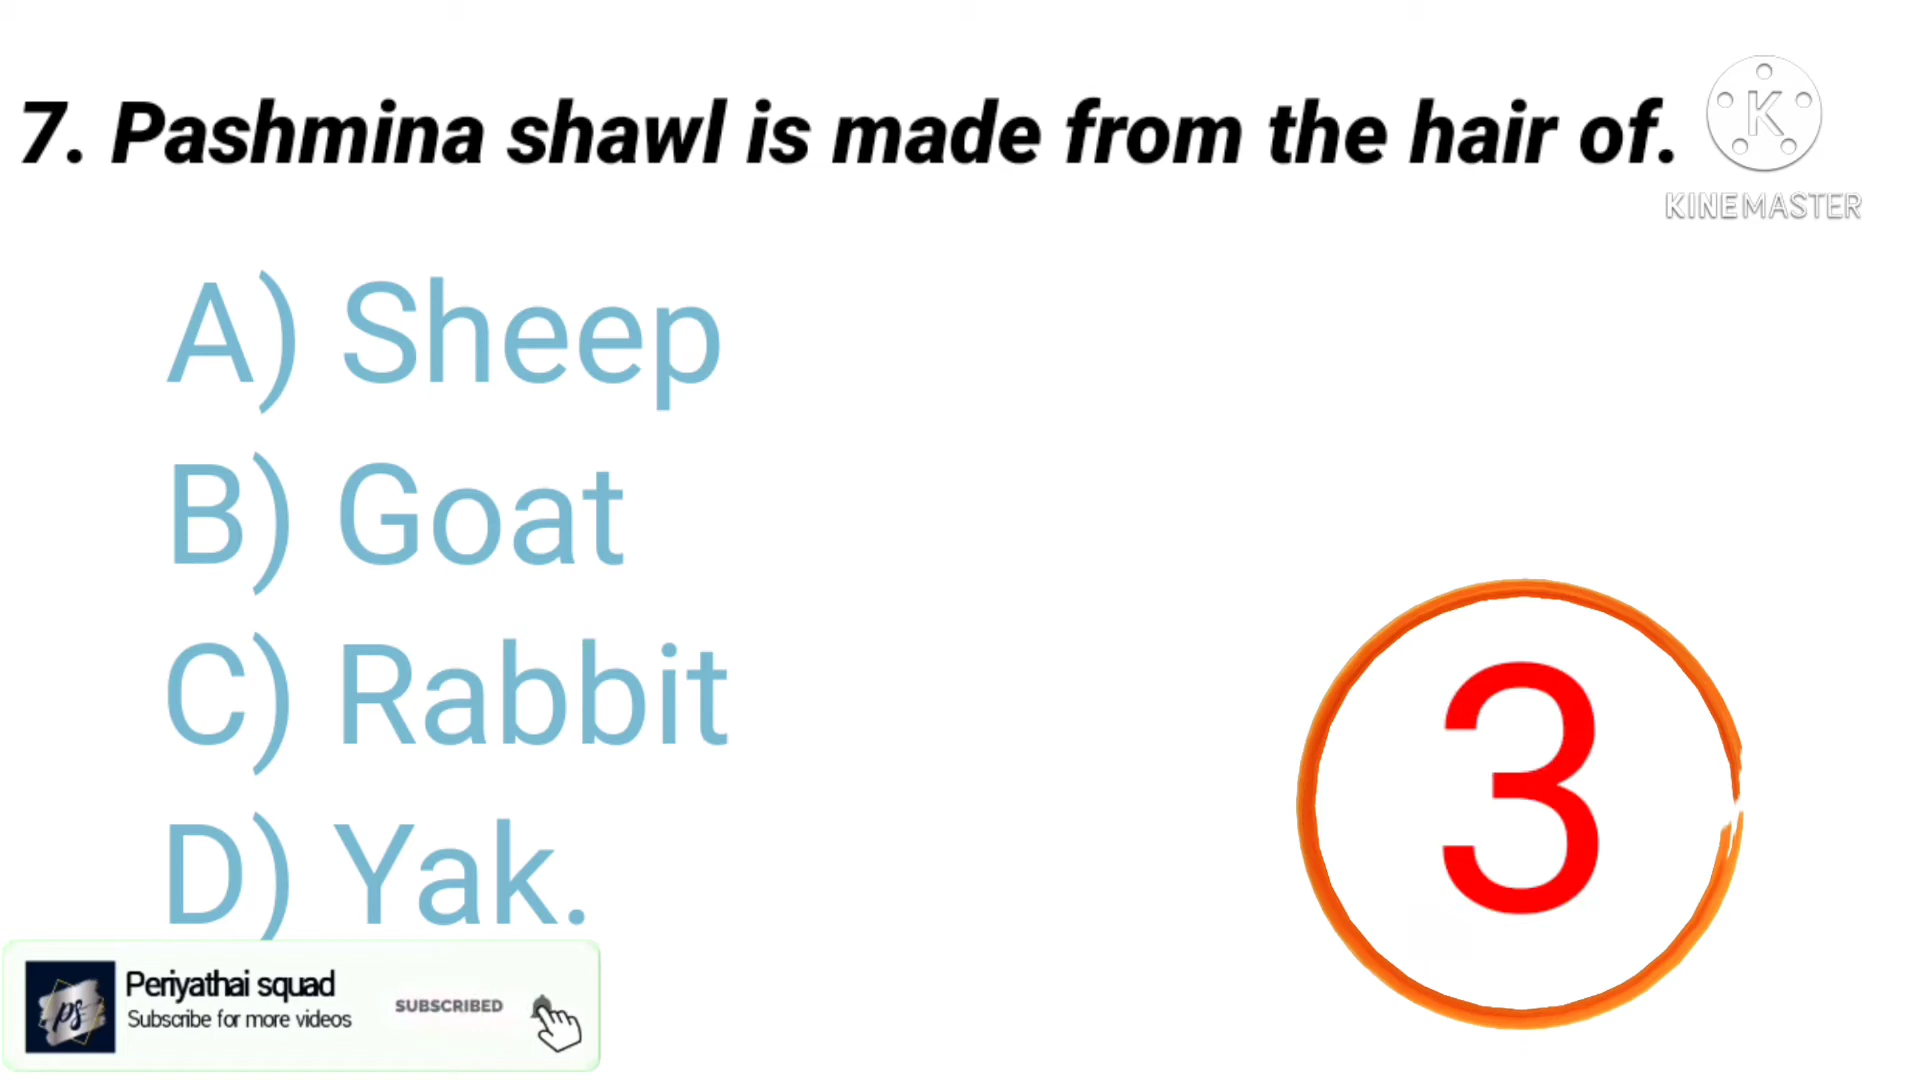 7. Pashmina shawl is made from the hair of.
K
KINEMASTER
A) Sheep
B) Goat
C) Rabbit
D) Yak.
3
ps
Periyathai squad
Subscribe for more videos
SUBSCRIBED